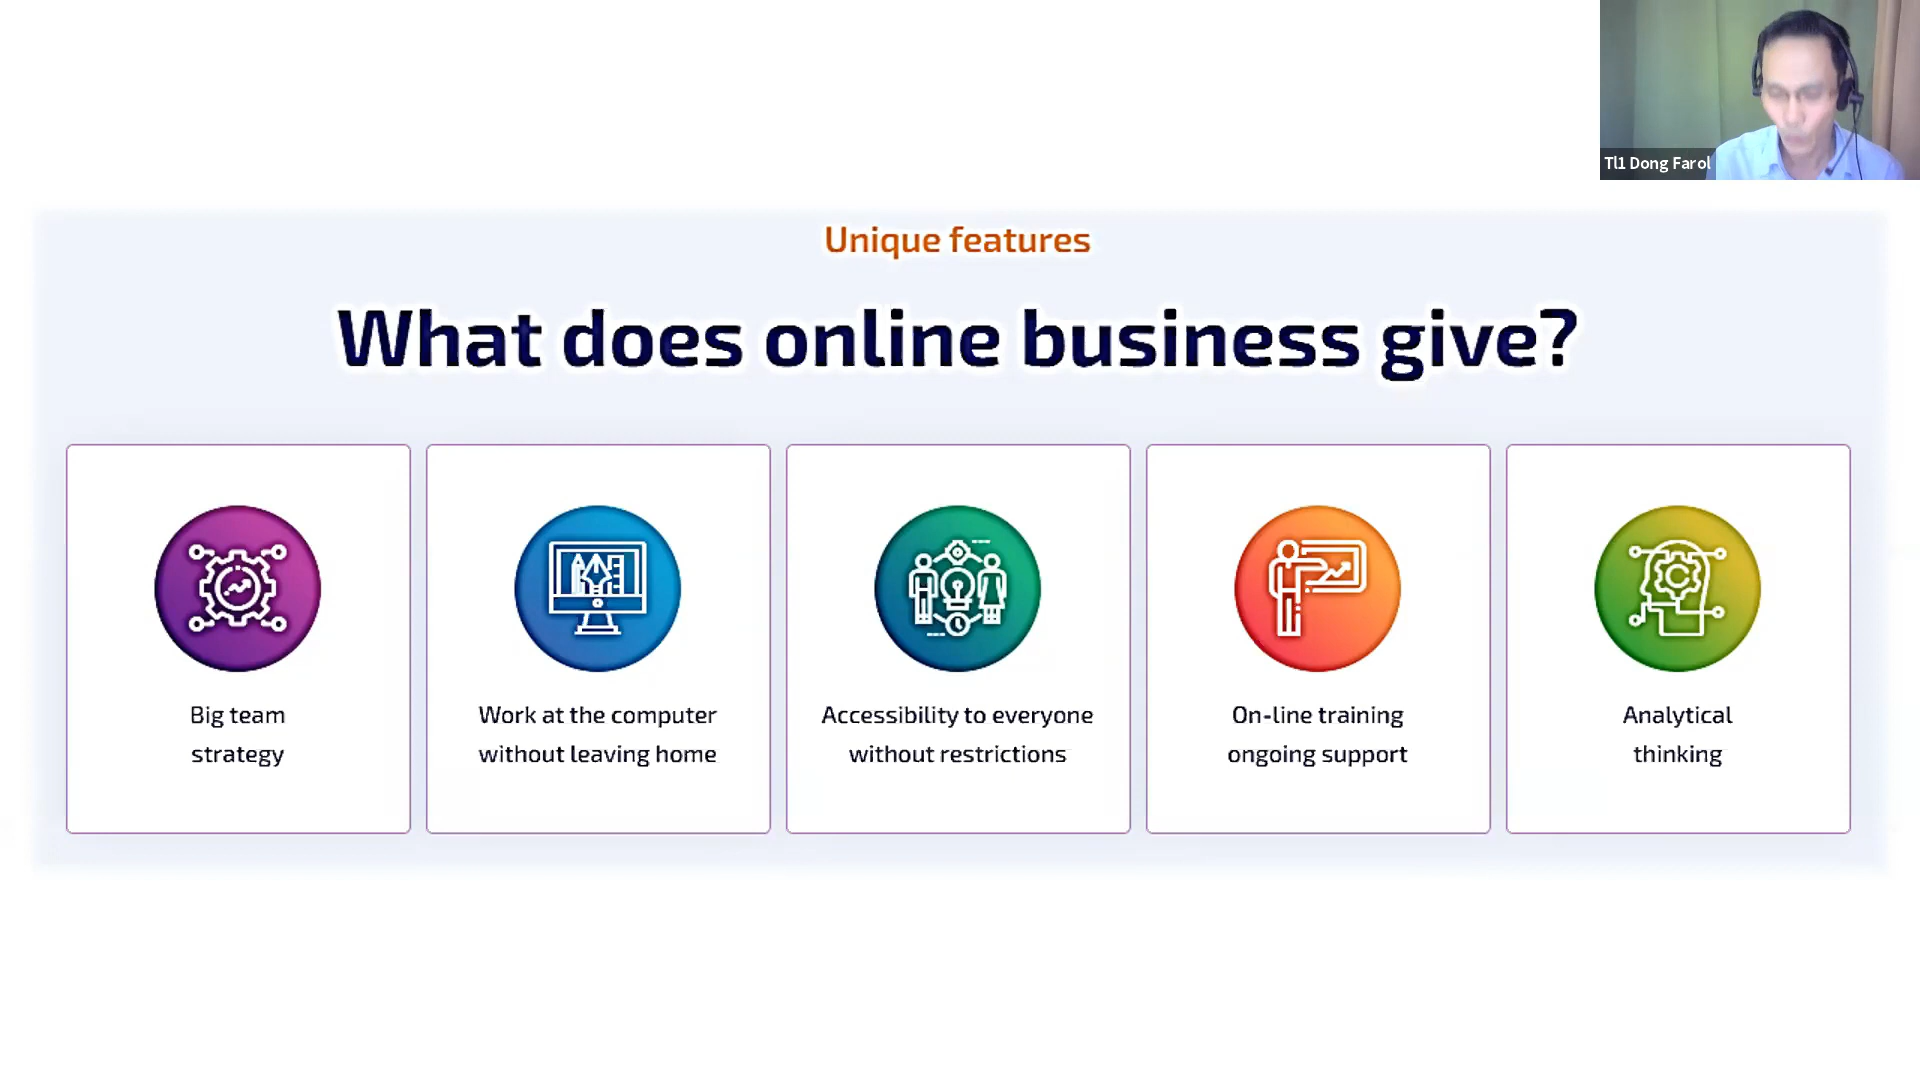 Tl1 Dong Farol
Unique features
What does online business give?
Big team
strategy
Work at the computer
without leaving home
Accessibility to everyone
without restrictions
On-line training
ongoing support
Analytical
thinking